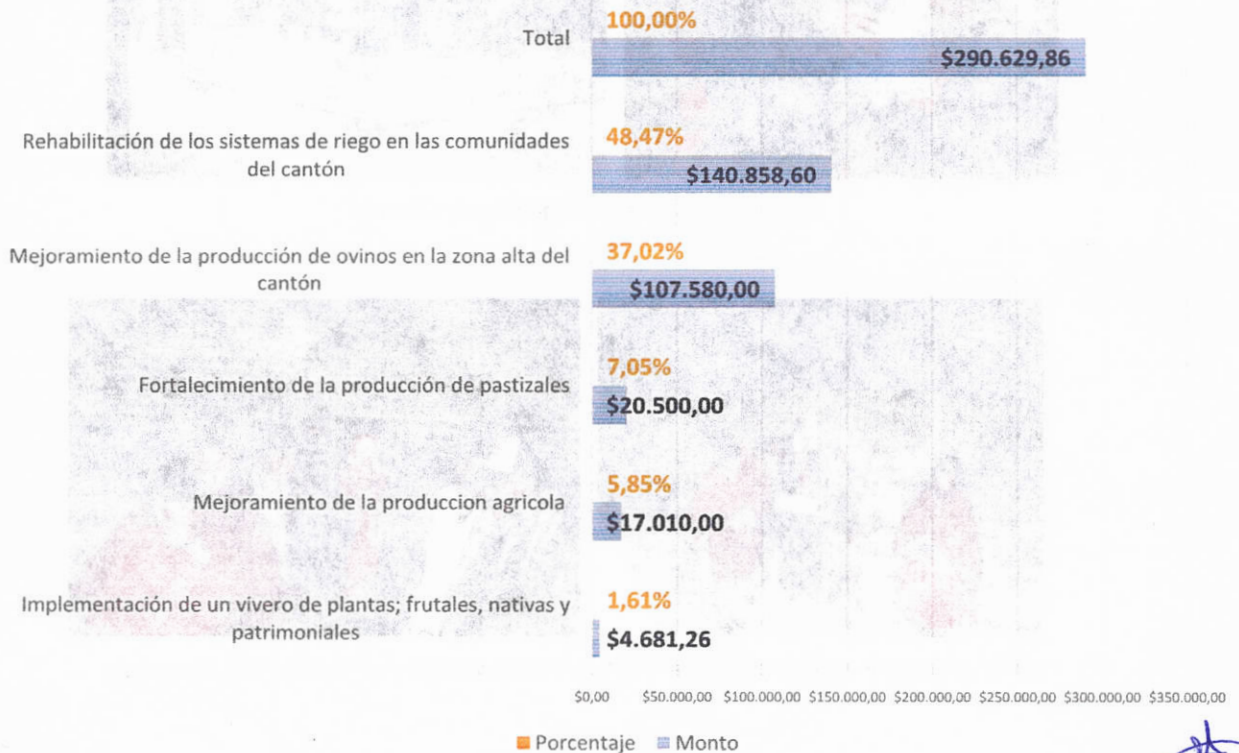 100,00%
Total
$290.629,86
48,47%
Rehabilitación de los sistemas de riego en las comunidades
del cantón
$140.858,60
37,02%
Mejoramiento de la producción de ovinos en la zona alta del
cantón
$107.580,00
7,05%
Fortalecimiento de la producción de pastizales
$20.500,00
5,85%
Mejoramiento de la produccion agricola
$17.010,00
1,61%
Implementación de un vivero de plantas; frutales, nativas y
patrimoniales
$4.681,26
$0,00 $50.000,00 $100.000,00 $150.000,00 $200.000,00 $250.000,00 $300.000,00 $350.000,00
Porcentaje Monto